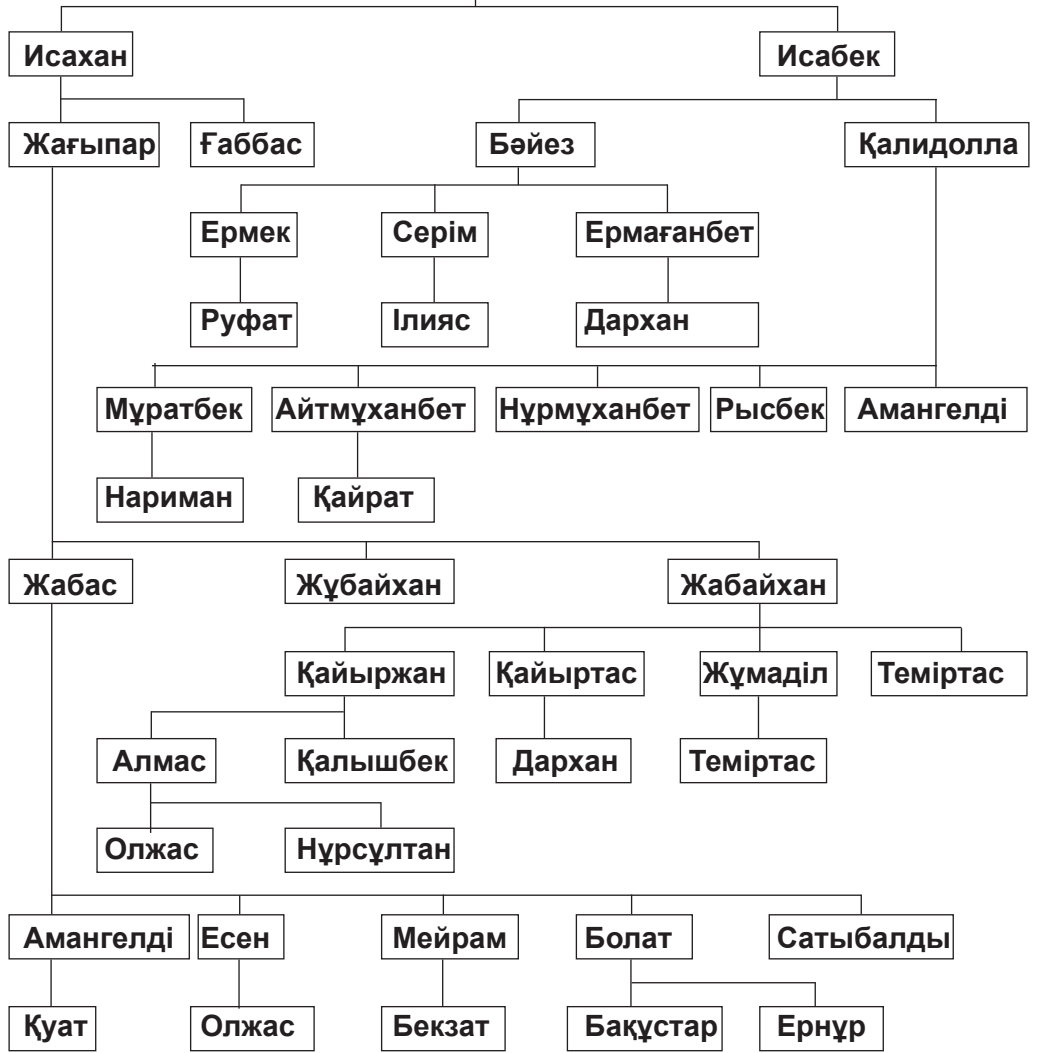 Исахан Исабек
Жағыпар Ғаббас Бәйез Қалидолла
Ермек Серім Ермағанбет
Руфат Ілияс Дархан
Мұратбек Айтмұханбет Нұрмұханбет Рысбек Амангелді
Нариман Қайрат
Жабас Жұбайхан Жабайхан
Қайыржан Қайыртас Жұмаділ Теміртас
Алмас Қалышбек Дархан Теміртас
Олжас Нұрсұлтан
Амангелді Есен Мейрам Болат Сатыбалды
Қуат Олжас Бекзат Бақұстар Ернұр